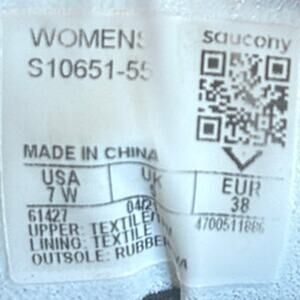 WOMENS
saucony
S10651-55
MADE IN CHINA
USA UK EUR
7 W 38
61427 04/2
UPPER: TEXTILE/
LINING: TEXTILE
OUTSOLE: RUBBER